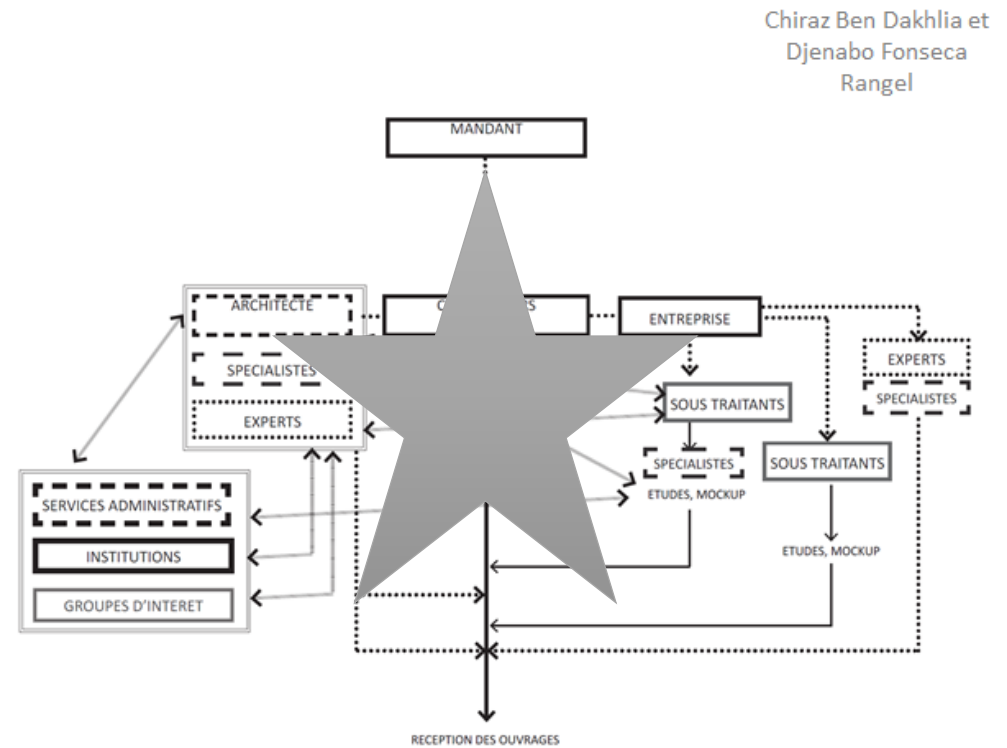 Chiraz Ben Dakhlia et
Djenabo Fonseca
Rangel
MANDANT
ARCHITECTE
ENTREPRISE
SPECIALISTES
EXPERTS
EXPERTS
SPECIALISTES
SOUS TRAITANTS
SPECIALISTES
ETUDES, MOCKUP
SOUS TRAITANTS
ETUDES, MOCKUP
SERVICES ADMINISTRATIFS
INSTITUTIONS
GROUPES D'INTERET
RECEPTION DES OUVRAGES